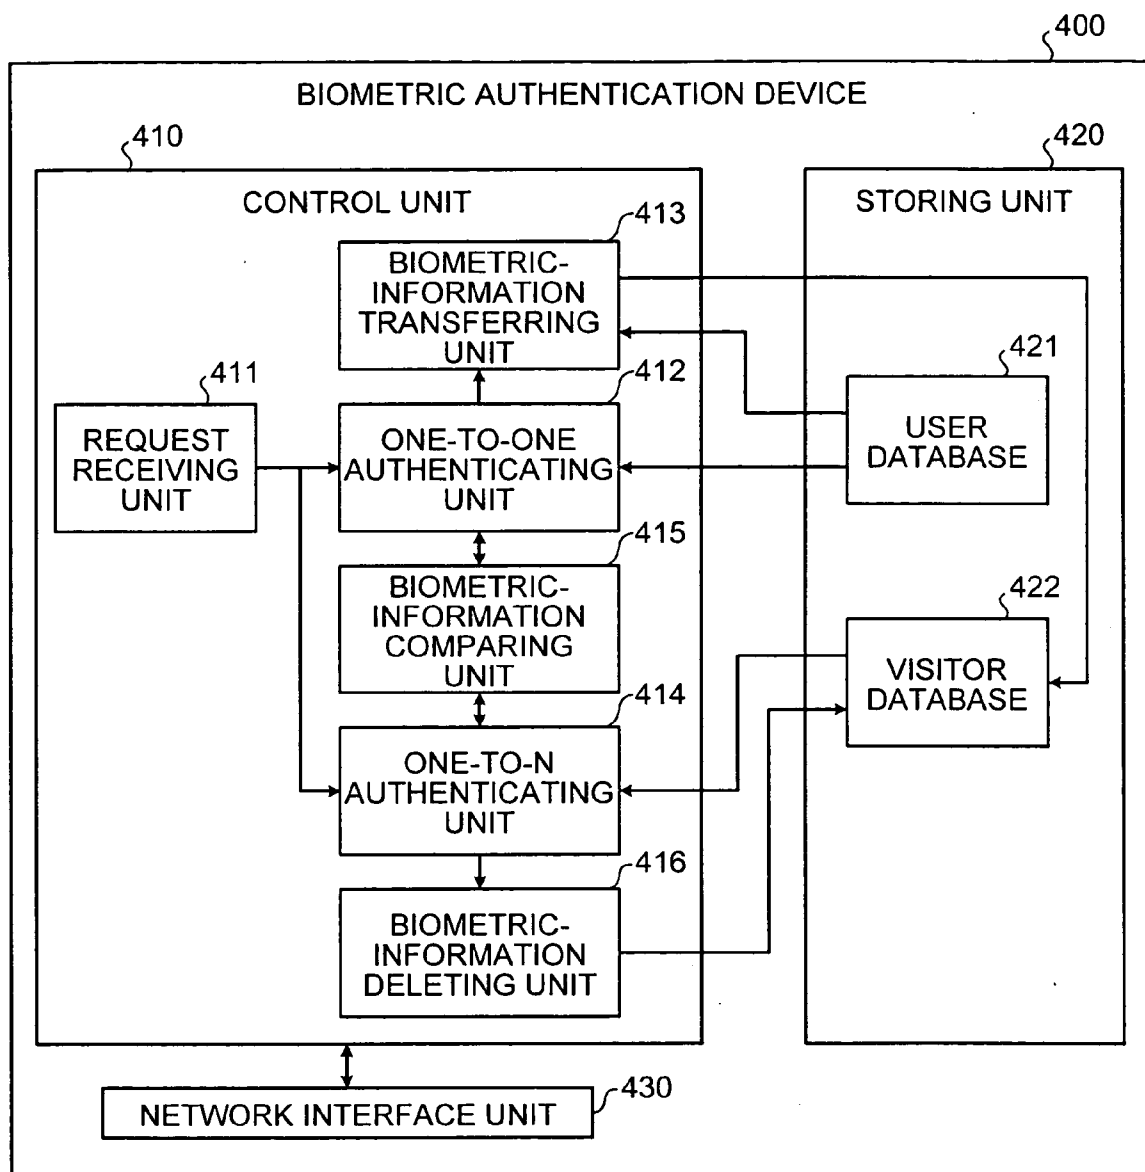 400
BIOMETRIC AUTHENTICATION DEVICE
410
CONTROL UNIT
413
BIOMETRIC-
INFORMATION
TRANSFERRING
UNIT
411
REQUEST
RECEIVING
UNIT
412
ONE-TO-ONE
AUTHENTICATING
UNIT
415
BIOMETRIC-
INFORMATION
COMPARING
UNIT
414
ONE-TO-N
AUTHENTICATING
UNIT
416
BIOMETRIC-
INFORMATION
DELETING UNIT
420
STORING UNIT
421
USER
DATABASE
422
VISITOR
DATABASE
NETWORK INTERFACE UNIT
430